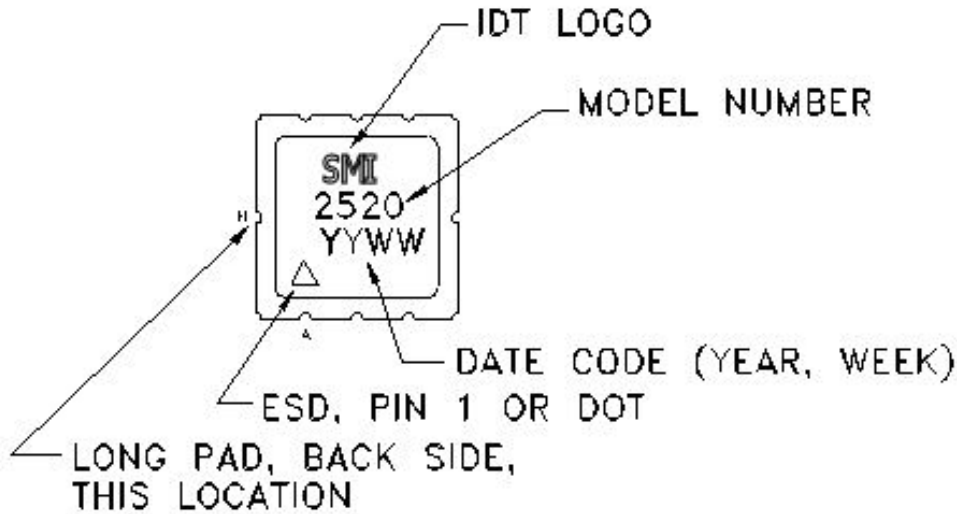 IDT LOGO
MODEL NUMBER
SMI
2520
H
YYWW
A
DATE CODE (YEAR, WEEK)
ESD, PIN 1 OR DOT
LONG PAD, BACK SIDE,
THIS LOCATION